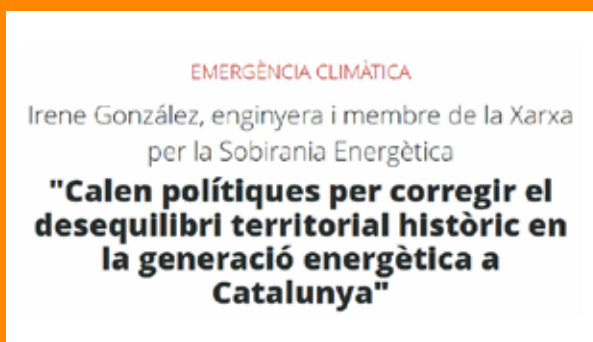 EMERGÈNCIA CLIMÀTICA
Irene González, enginyera i membre de la Xarxa
per la Sobirania Energètica
"Calen polítiques per corregir el
desequilibri territorial històric en
la generació energètica a
Catalunya"